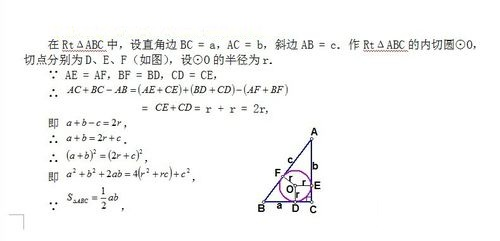 在Rt△ABC中，设直角边BC = a，AC = b，斜边AB = c．作Rt△ABC的内切圆⊙O，
切点分别为D、E、F（如图），设⊙O的半径为r．
∵ AE = AF，BF = BD，CD = CE，
∴ AC+BC-AB=(AE+CE)+(BD+CD)-(AF+BF)
= CE+CD = r + r = 2r，
即 a+b-c=2r，
∴ a+b=2r+c．
∴ (a+b)²=(2r+c)²，
即 a²+b²+2ab=4(r²+rc)+c²，
∵ S△ABC=1/2ab，
A
c
b
F
r
O
r
E
r
B
a
D
C